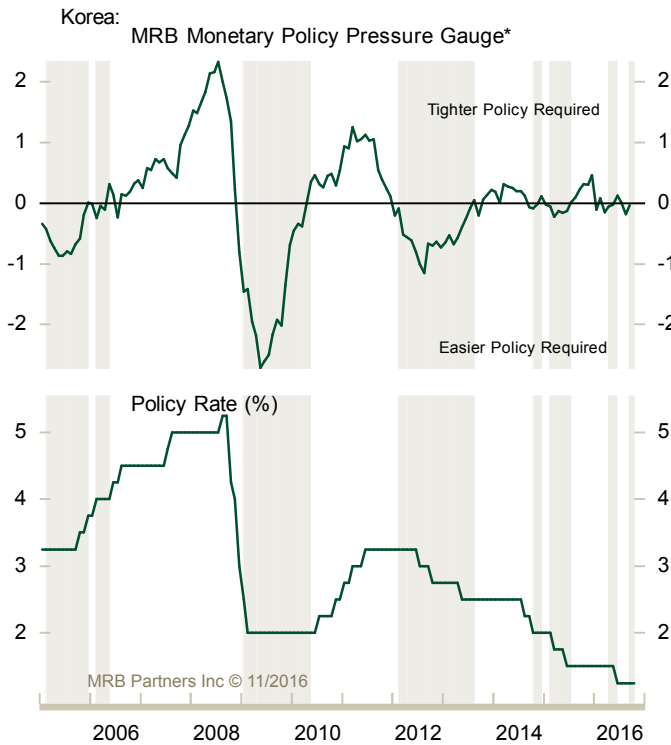 Korea:
MRB Monetary Policy Pressure Gauge*
2 2
Tighter Policy Required
1 1
0 0
-1 -1
-2 -2
Easier Policy Required
Policy Rate (%)
5 5
4 4
3 3
2 2
MRB Partners Inc © 11/2016
2006 2008 2010 2012 2014 2016